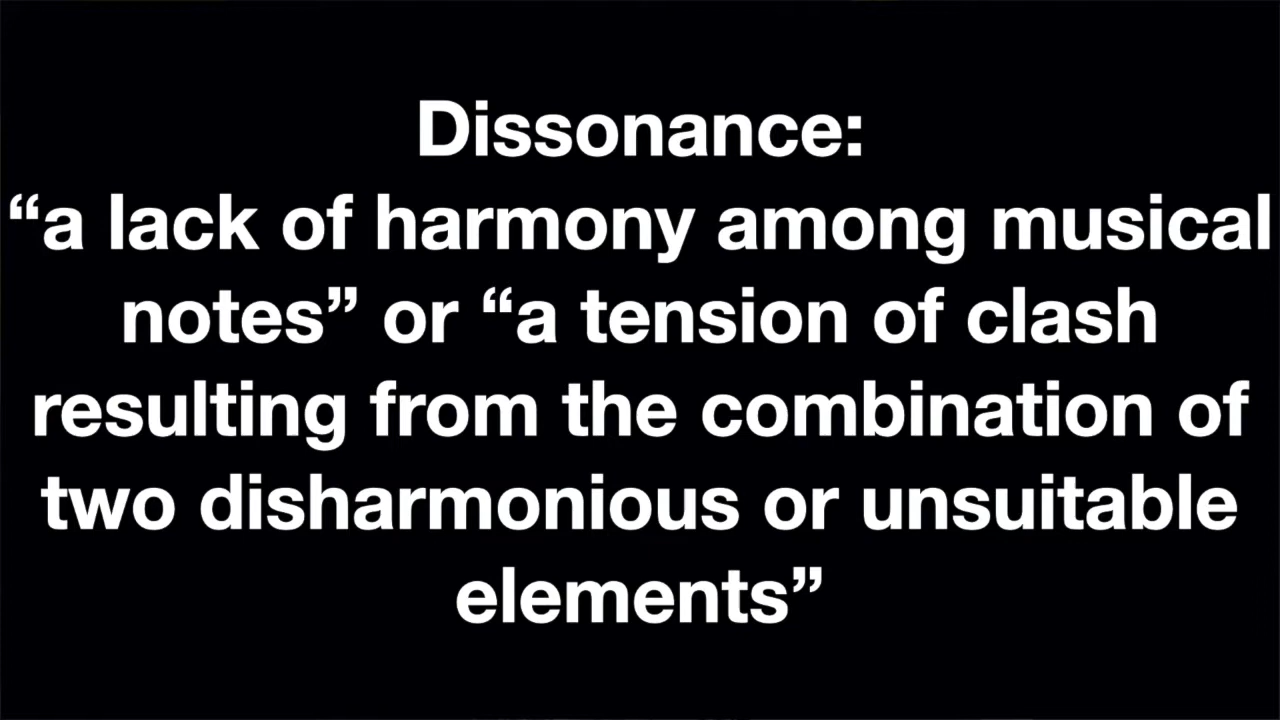 Dissonance:
“a lack of harmony among musical
notes” or “a tension of clash
resulting from the combination of
two disharmonious or unsuitable
elements”